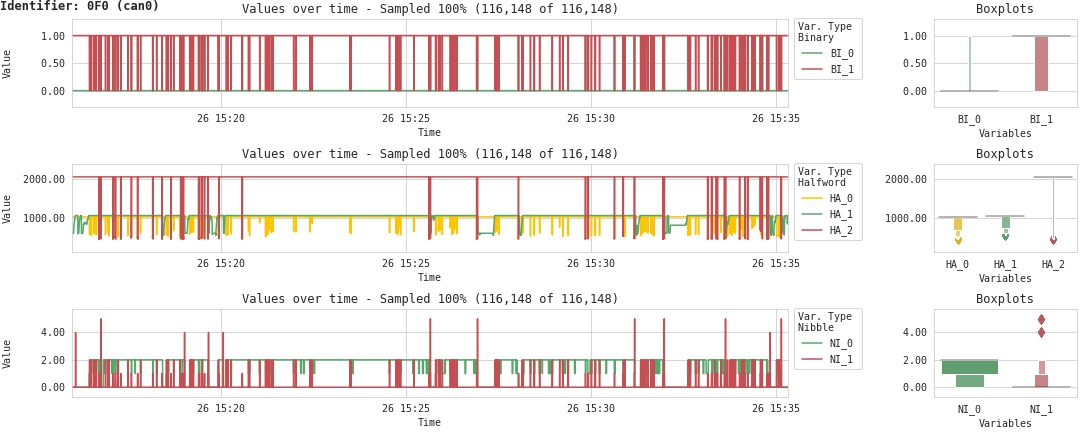 Identifier: 0F0 (can0)
Values over time - Sampled 100% (116,148 of 116,148)
Boxplots
Value
1.00
0.50
0.00
26 15:20
26 15:25
26 15:30
26 15:35
Time
Var. Type
Binary
BI_0
BI_1
1.00
0.50
0.00
BI_0
BI_1
Variables
Values over time - Sampled 100% (116,148 of 116,148)
Boxplots
Value
2000.00
1000.00
26 15:20
26 15:25
26 15:30
26 15:35
Time
Var. Type
Halfword
HA_0
HA_1
HA_2
2000.00
1000.00
HA_0
HA_1
HA_2
Variables
Values over time - Sampled 100% (116,148 of 116,148)
Boxplots
Value
4.00
2.00
0.00
26 15:20
26 15:25
26 15:30
26 15:35
Time
Var. Type
Nibble
NI_0
NI_1
4.00
2.00
0.00
NI_0
NI_1
Variables